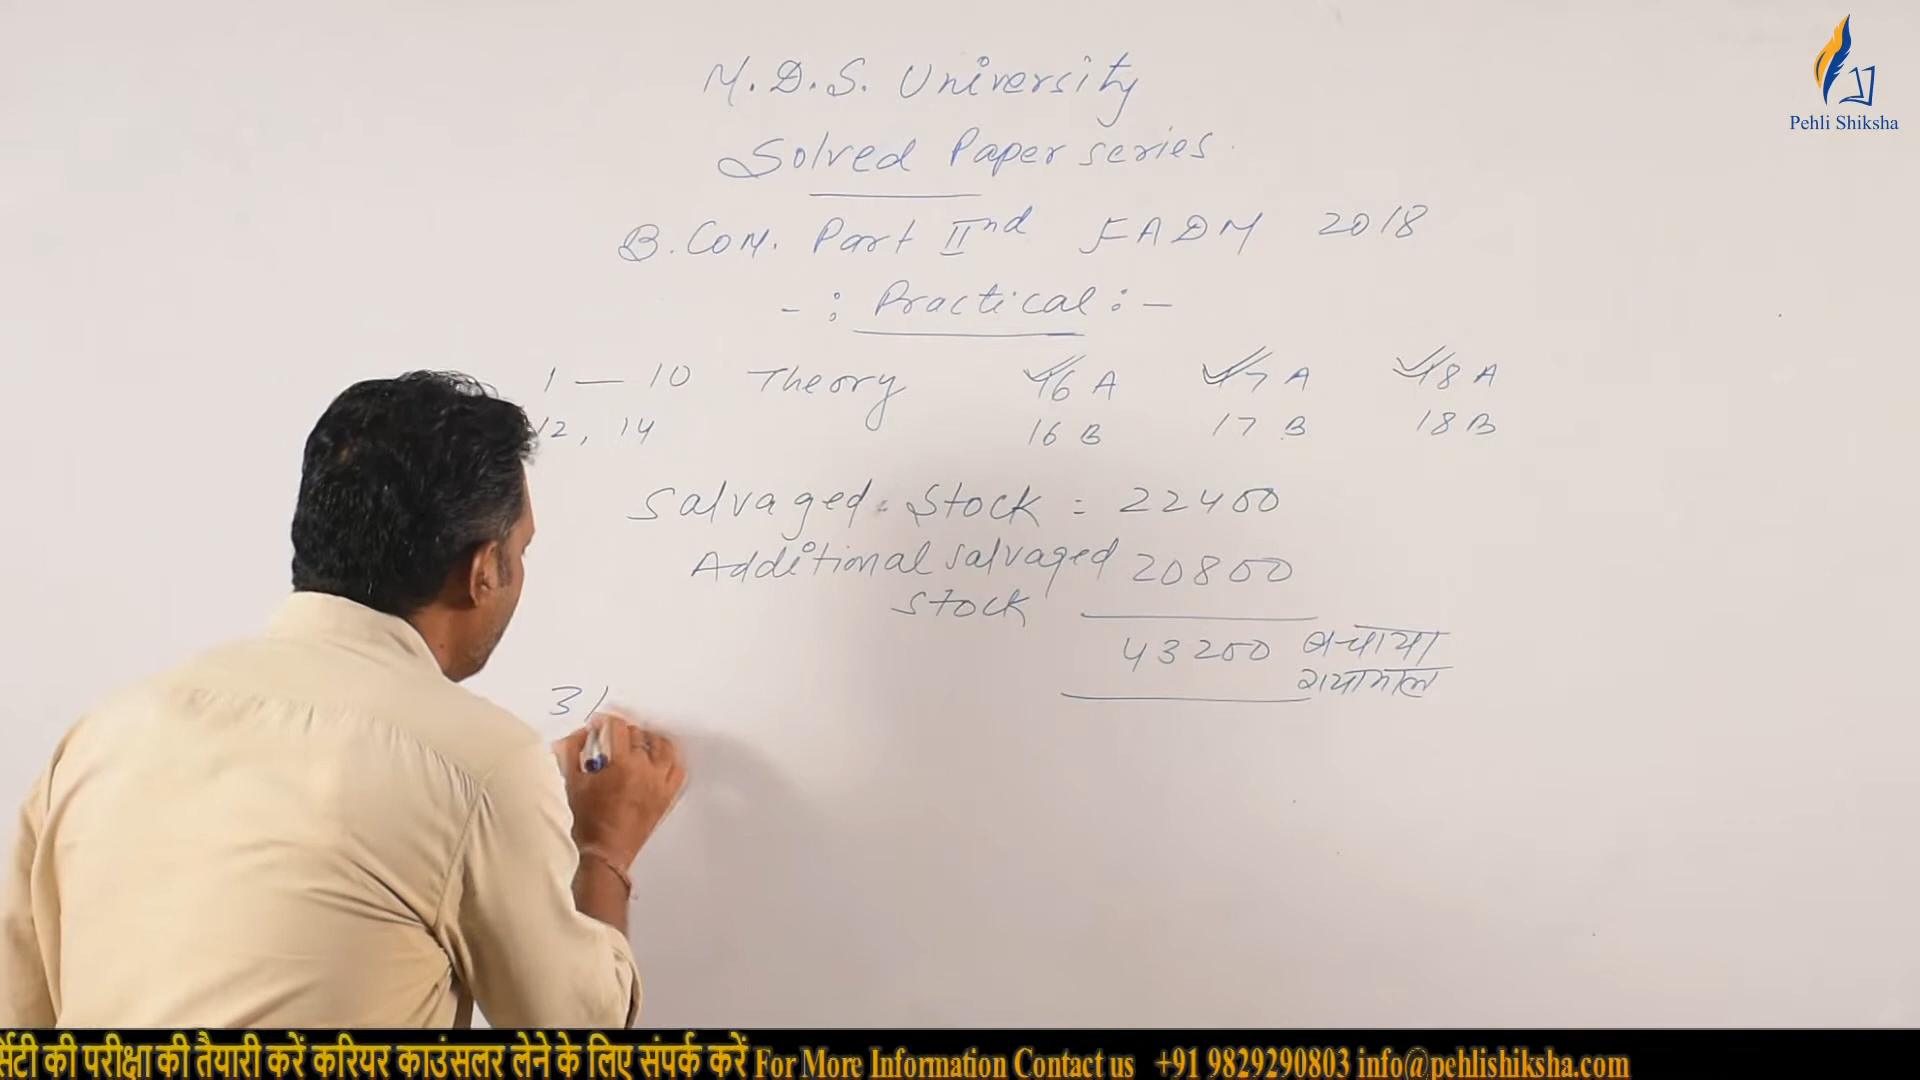 Pehli Shiksha
M.D.S. University
Solved Paper series
B.Com. Part IInd FADM 2018
-: Practical :-
1 — 10 Theory 16 A 17 A 18 A
12, 14 16 B 17 B 18 B
Salvaged Stock = 22400
Additional salvaged 20800
stock
43200 बचाया
गया माल
31
र्सिटी की परीक्षा की तैयारी करें करियर काउंसलर लेने के लिए संपर्क करें For More Information Contact us +91 9829290803 info@pehlishiksha.com